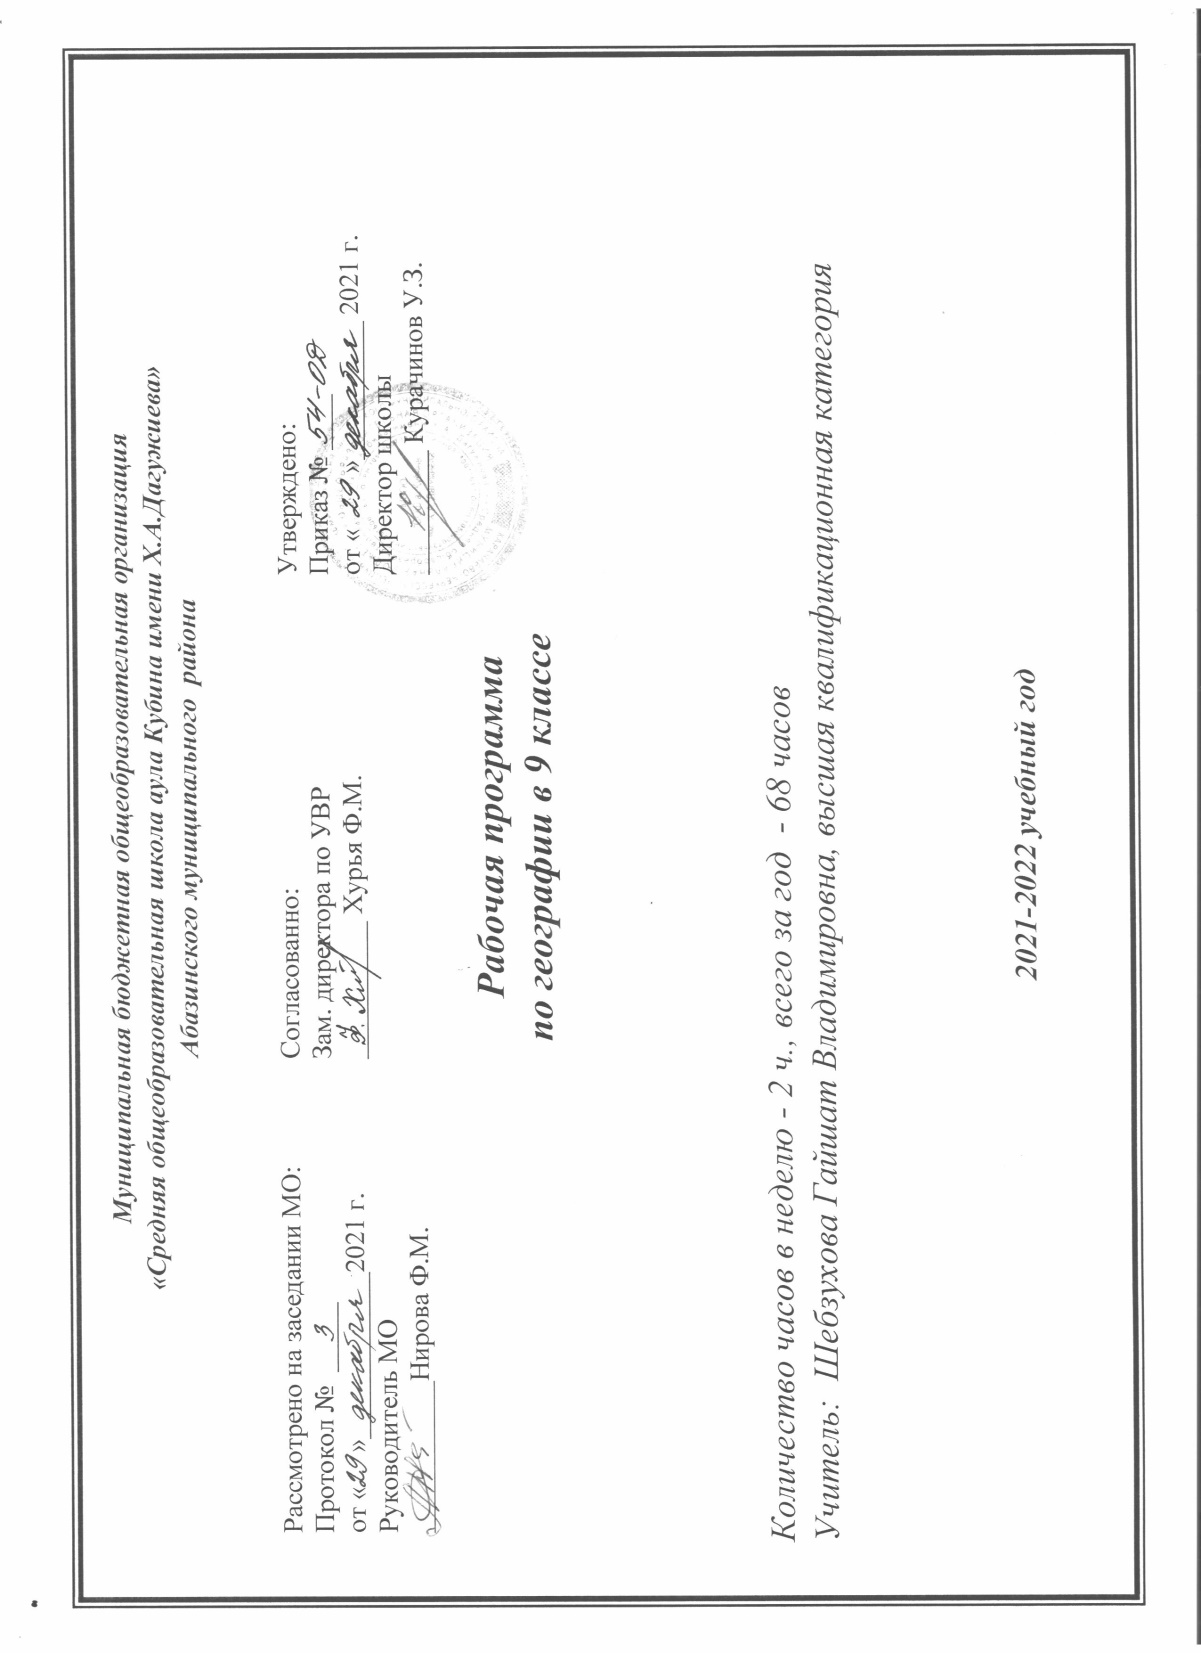 Муниципальная бюджетная общеобразовательная организация
«Средняя общеобразовательная школа аула Кубина имени Х.А.Дагужиева»
Абазинского муниципального района
Рассмотрено на заседании МО:
Протокол № 3
от «29» декабря 2021 г.
Руководитель МО
Нирова Ф.М.
Согласованно:
Зам. директора по УВР
Хурья Ф.М.
Утверждено:
Приказ № 54-ОД
от « 29 » декабря 2021 г.
Директор школы
Курачинов У.З.
Рабочая программа
по географии в 9 классе
Количество часов в неделю - 2 ч., всего за год - 68 часов
Учитель: Шебзухова Гайшат Владимировна, высшая квалификационная категория
2021-2022 учебный год